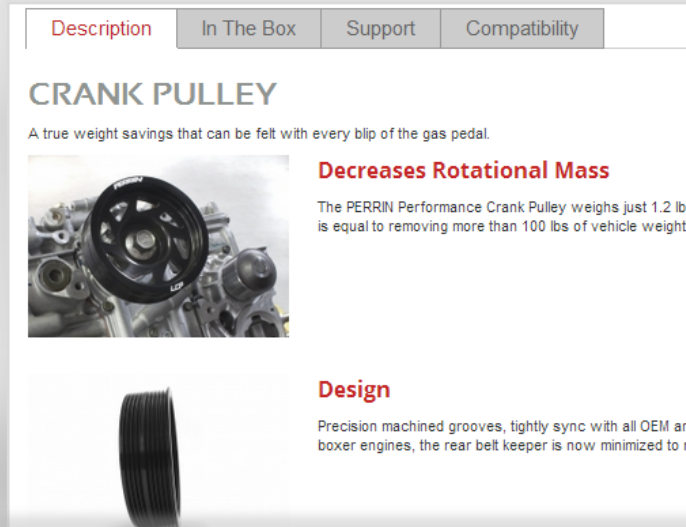 Description
In The Box
Support
Compatibility
CRANK PULLEY
A true weight savings that can be felt with every blip of the gas pedal.
PERRIN
LCP
Decreases Rotational Mass
The PERRIN Performance Crank Pulley weighs just 1.2 lb
is equal to removing more than 100 lbs of vehicle weight
Design
Precision machined grooves, tightly sync with all OEM
boxer engines, the rear belt keeper is now minimized to